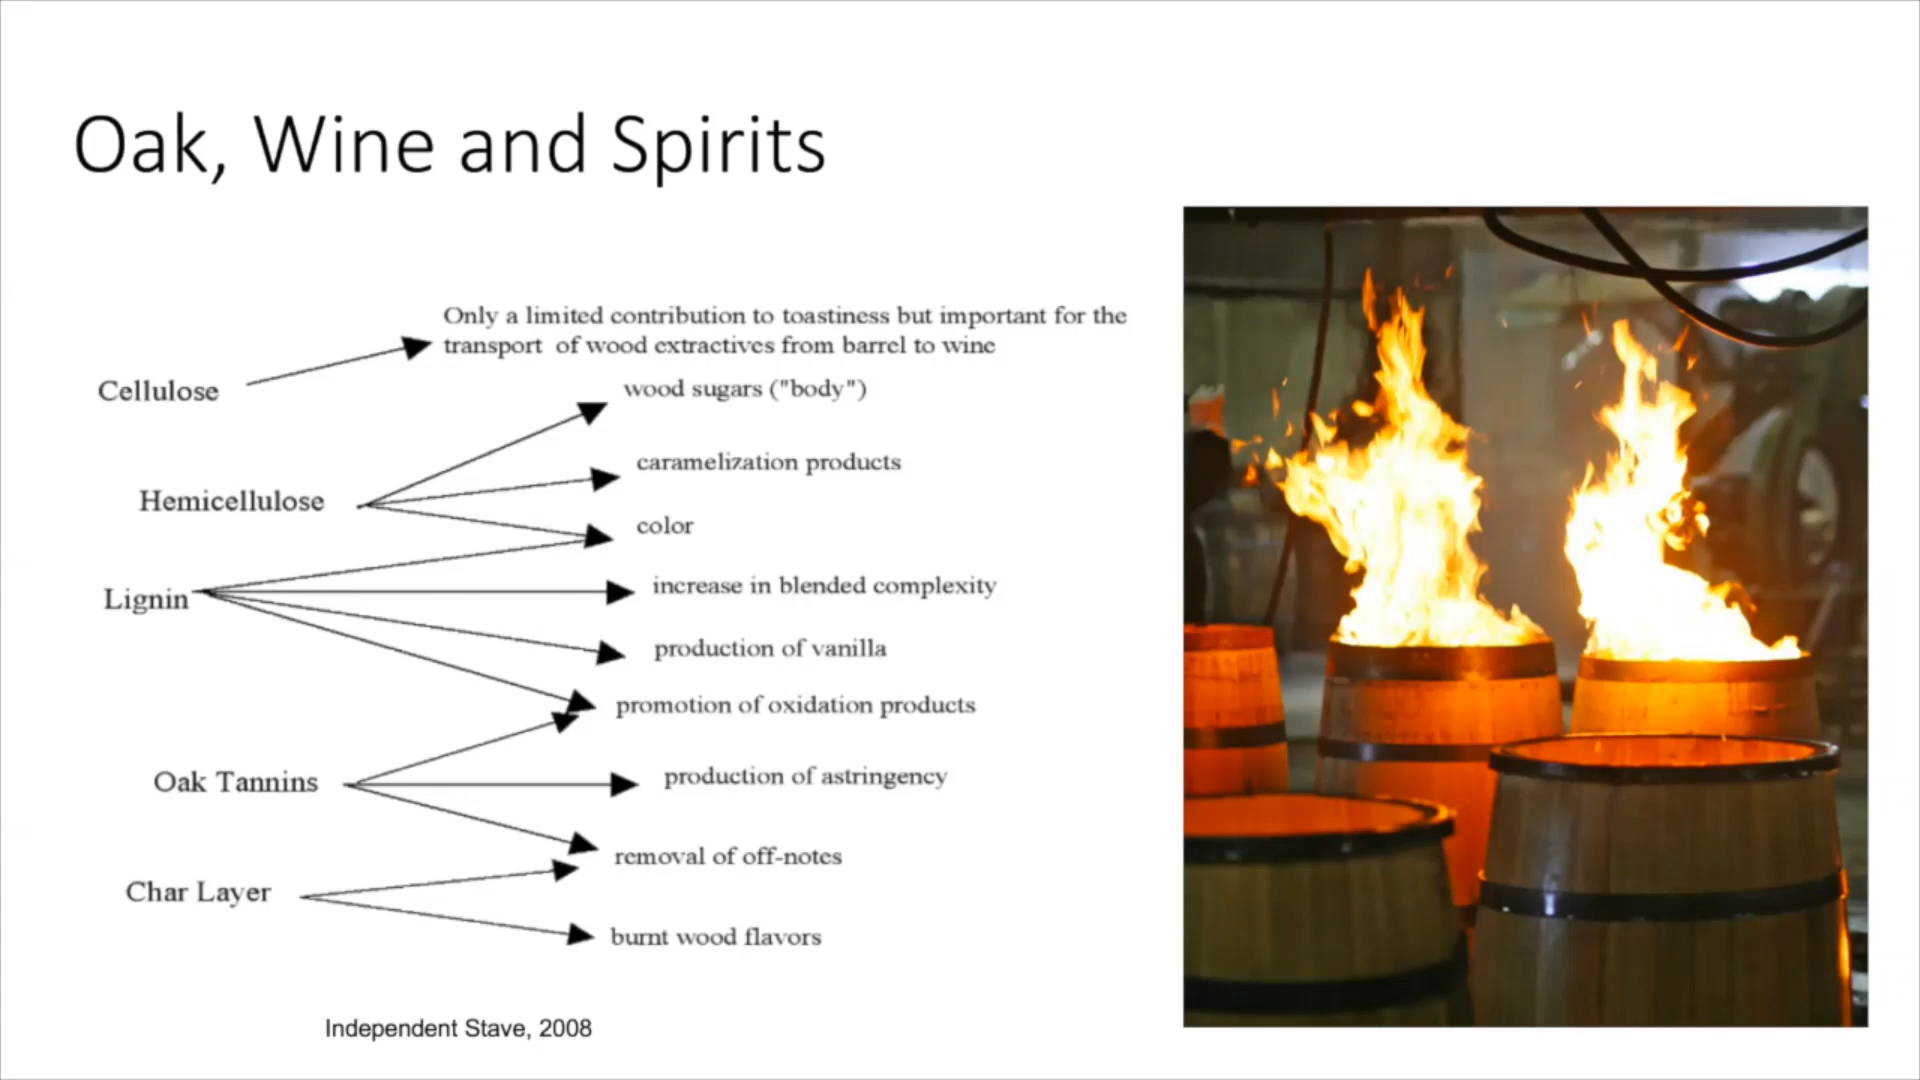 Oak, Wine and Spirits
Only a limited contribution to toastiness but important for the
transport of wood extractives from barrel to wine
Cellulose
wood sugars ("body")
caramelization products
Hemicellulose
color
Lignin
increase in blended complexity
production of vanilla
promotion of oxidation products
Oak Tannins
production of astringency
removal of off-notes
Char Layer
burnt wood flavors
Independent Stave, 2008